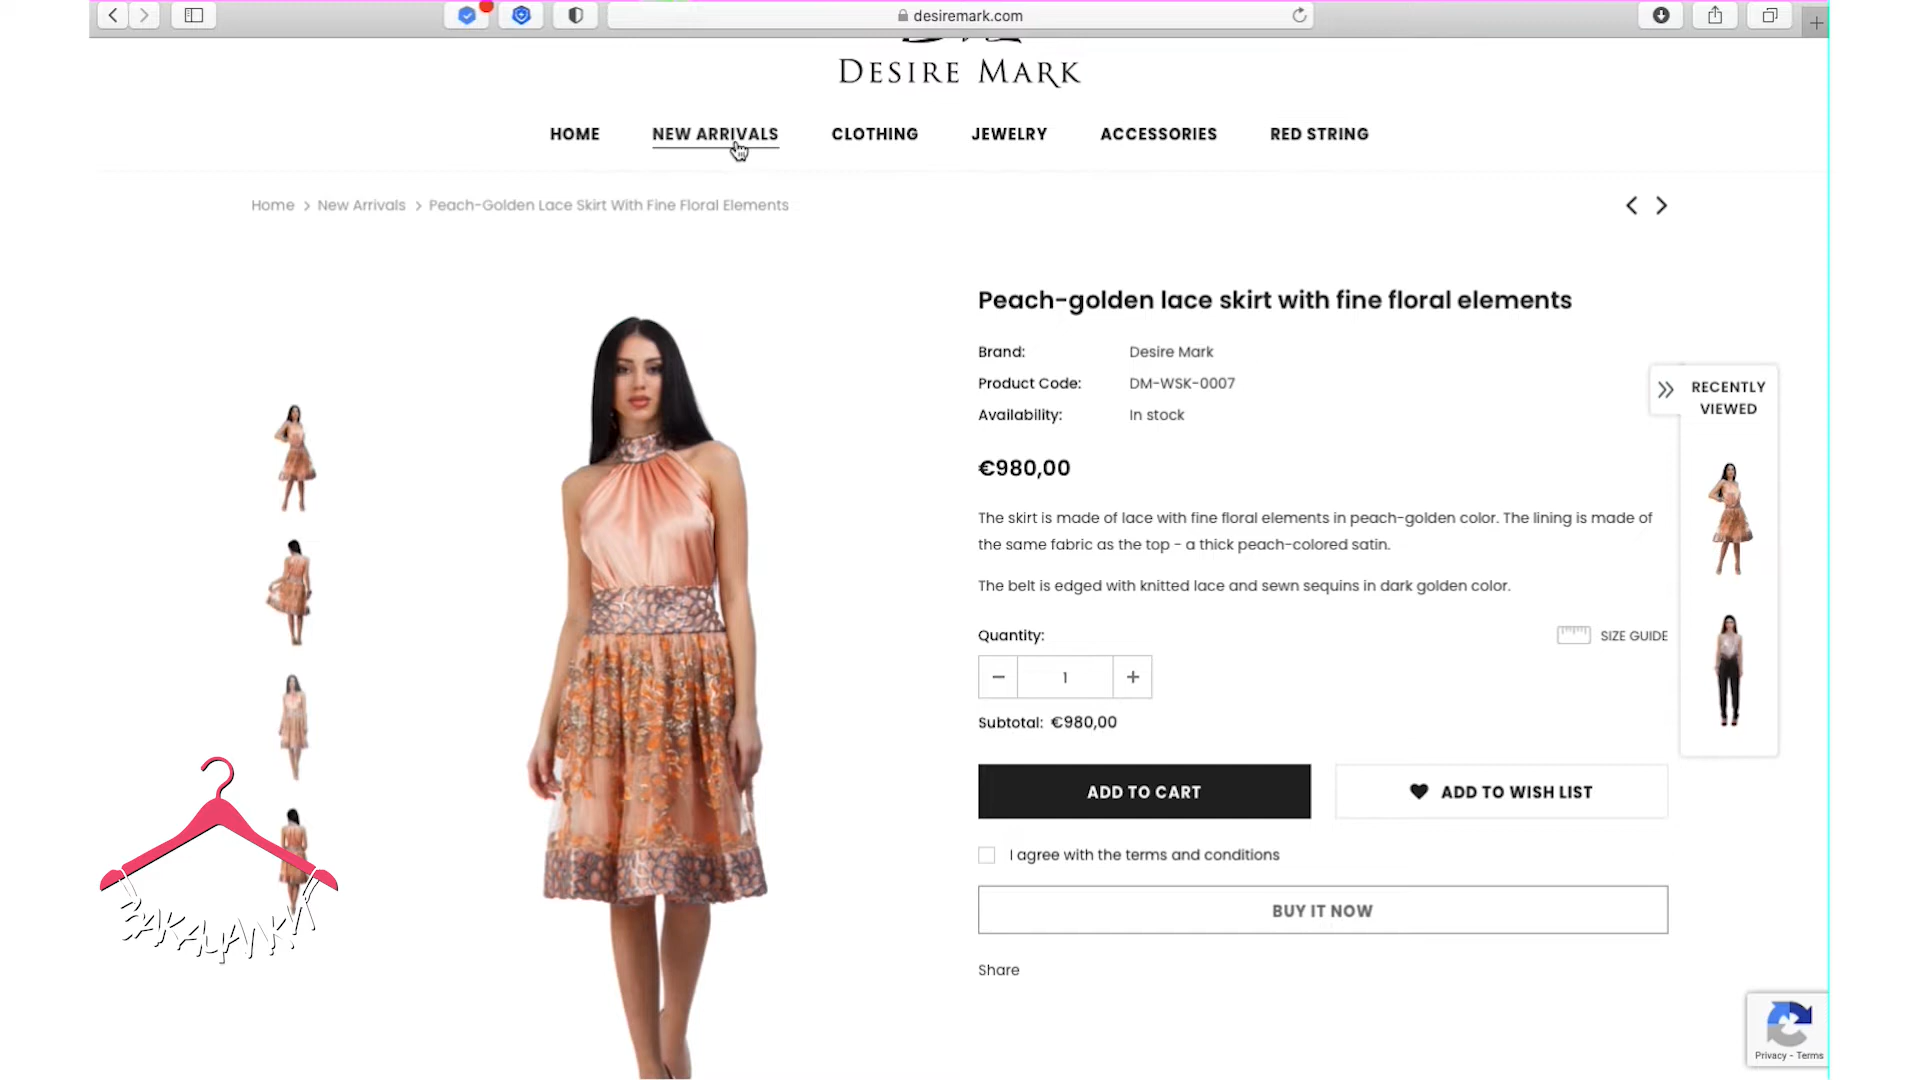 desiremark.com
DESIRE MARK
HOME
NEW ARRIVALS
CLOTHING
JEWELRY
ACCESSORIES
RED STRING
Home > New Arrivals > Peach-Golden Lace Skirt With Fine Floral Elements
Peach-golden lace skirt with fine floral elements
Brand: Desire Mark
Product Code: DM-WSK-0007
Availability: In stock
€980,00
The skirt is made of lace with fine floral elements in peach-golden color. The lining is made of
the same fabric as the top - a thick peach-colored satin.
The belt is edged with knitted lace and sewn sequins in dark golden color.
Quantity:
SIZE GUIDE
− 1 +
Subtotal: €980,00
ADD TO CART
ADD TO WISH LIST
I agree with the terms and conditions
BUY IT NOW
Share
RECENTLY
VIEWED
ЗАКАЧАЛКИ
Privacy - Terms